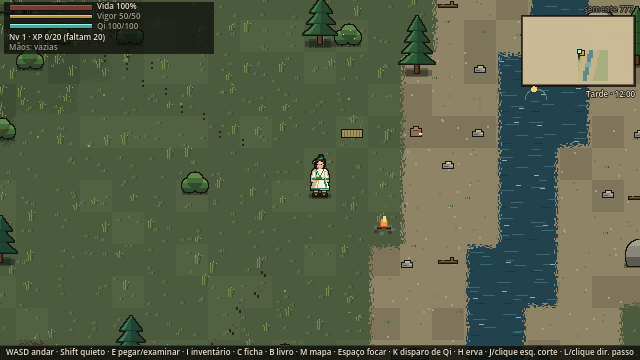 Vida 100%
Vigor 50/50
Qi 100/100
Nv 1 · XP 0/20 (faltam 20)
Mãos: vazias
semente 777
Tarde · 12:00
WASD andar · Shift quieto · E pegar/examinar · I inventário · C ficha · B livro · M mapa · Espaço focar · K disparo de Qi · H erva · J/clique esq. corte · L/clique dir. passo